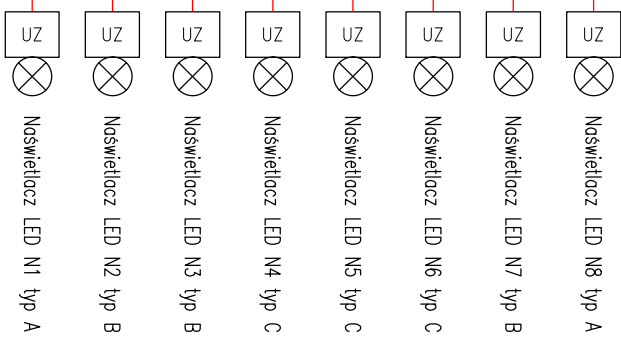 UZ UZ UZ UZ UZ UZ UZ UZ
Naświetlacz LED N1 typ A
Naświetlacz LED N2 typ B
Naświetlacz LED N3 typ B
Naświetlacz LED N4 typ C
Naświetlacz LED N5 typ C
Naświetlacz LED N6 typ C
Naświetlacz LED N7 typ B
Naświetlacz LED N8 typ A